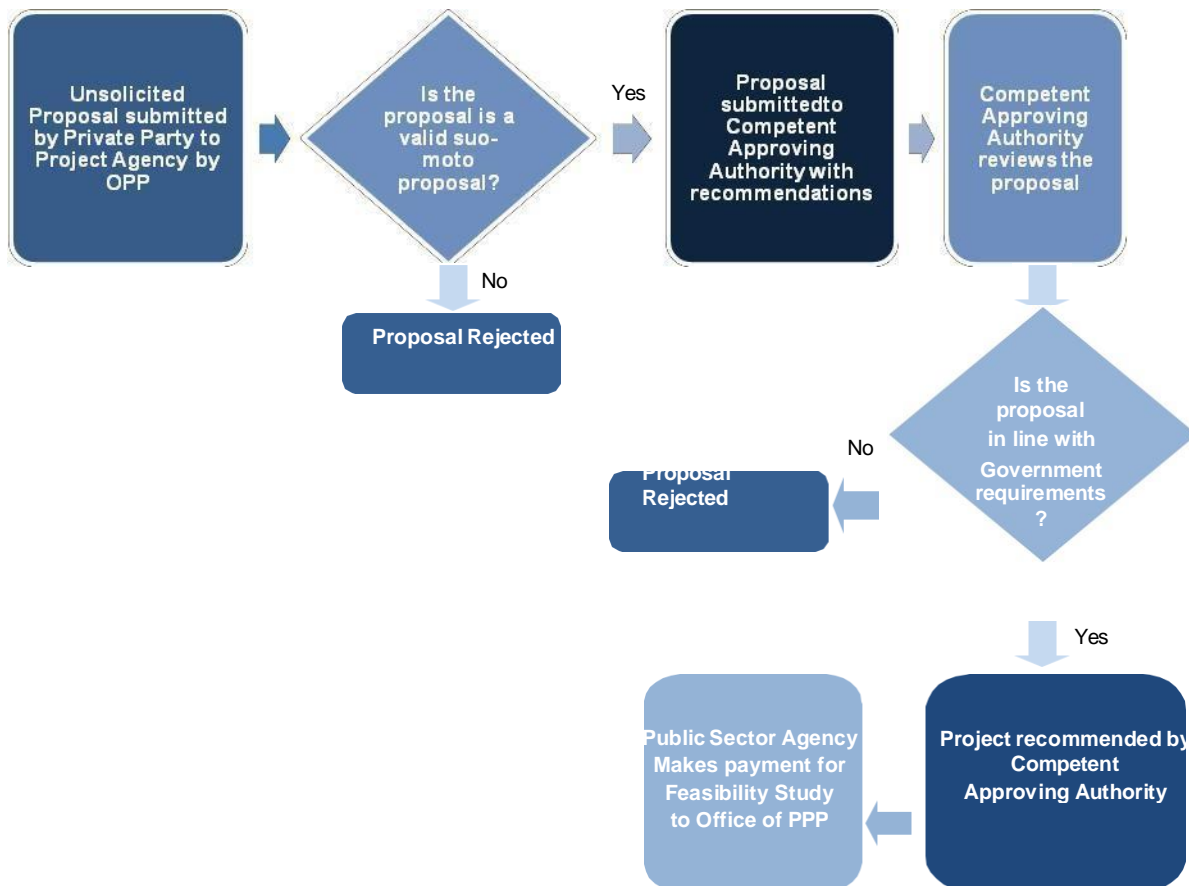 Unsolicited
Proposal submitted
by Private Party to
Project Agency by
OPP
Is the
proposal is a
valid suo-
moto
proposal?
Yes
Proposal
submittedto
Competent
Approving
Authority with
recommendations
Competent
Approving
Authority
reviews the
proposal
No
Proposal Rejected
Is the
proposal
in line with
Government
requirements
?
No
Proposal
Rejected
Yes
Project recommended by
Competent
Approving Authority
Public Sector Agency
Makes payment for
Feasibility Study
to Office of PPP